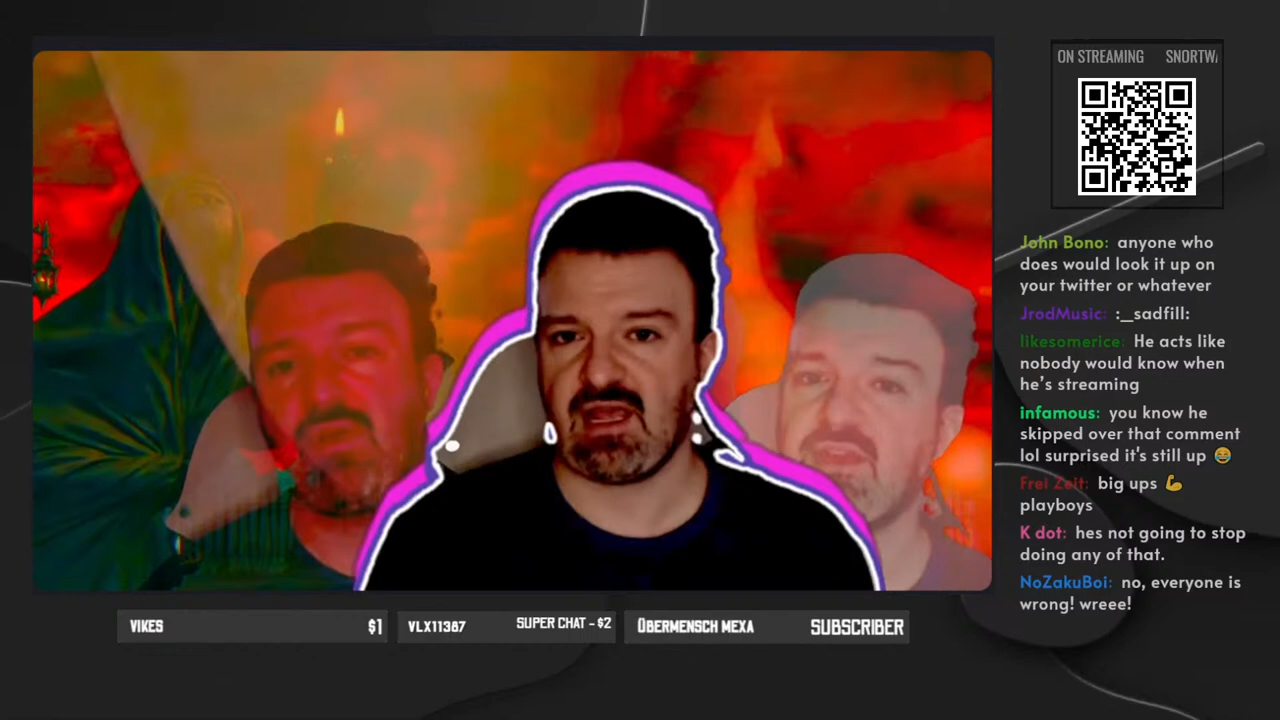 ON STREAMING SNORTW
John Bono: anyone who
does would look it up on
your twitter or whatever
JrodMusic: :_sadfill:
likesomerice: He acts like
nobody would know when
he's streaming
infamous: you know he
skipped over that comment
lol surprised it's still up 😂
Frei Zeit: big ups 💪
playboys
K dot: hes not going to stop
doing any of that.
NoZakuBoi: no, everyone is
wrong! wreee!
VIKES $1
VLX11387 SUPER CHAT - $2
ÜBERMENSCH MEXA SUBSCRIBER